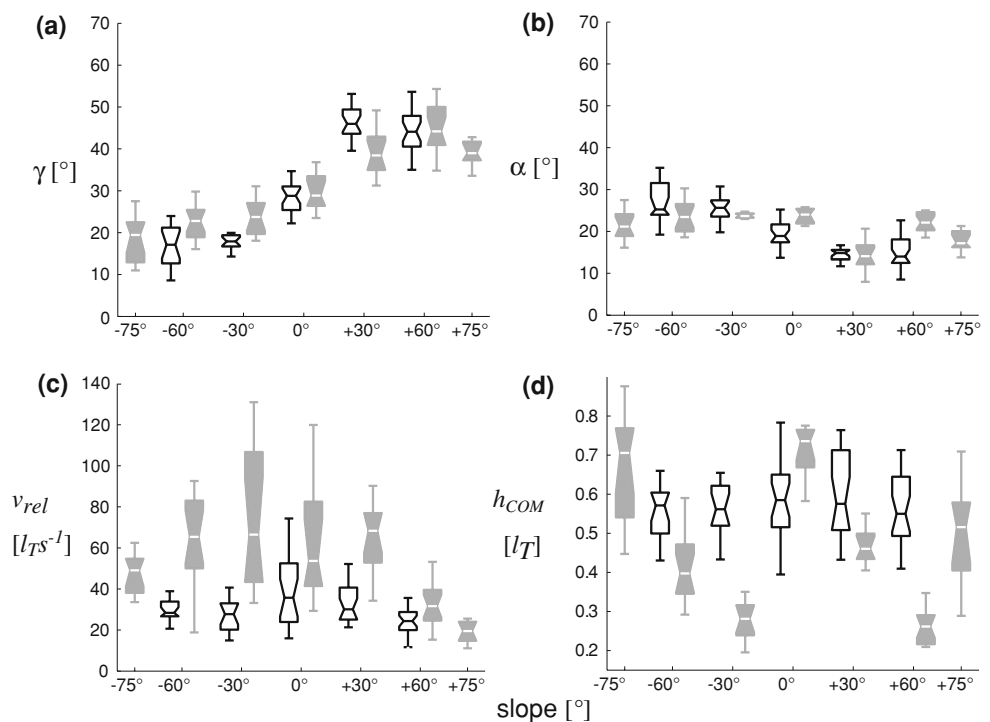 (a)
70
60
50
40
30
20
10
0
γ [°]
-75° -60° -30° 0° +30° +60° +75°
(b)
70
60
50
40
30
20
10
0
α [°]
-75° -60° -30° 0° +30° +60° +75°
(c)
140
120
100
80
60
40
20
0
v_rel
[l_T s⁻¹]
-75° -60° -30° 0° +30° +60° +75°
(d)
0.8
0.7
0.6
0.5
0.4
0.3
0.2
h_COM
[l_T]
-75° -60° -30° 0° +30° +60° +75°
slope [°]